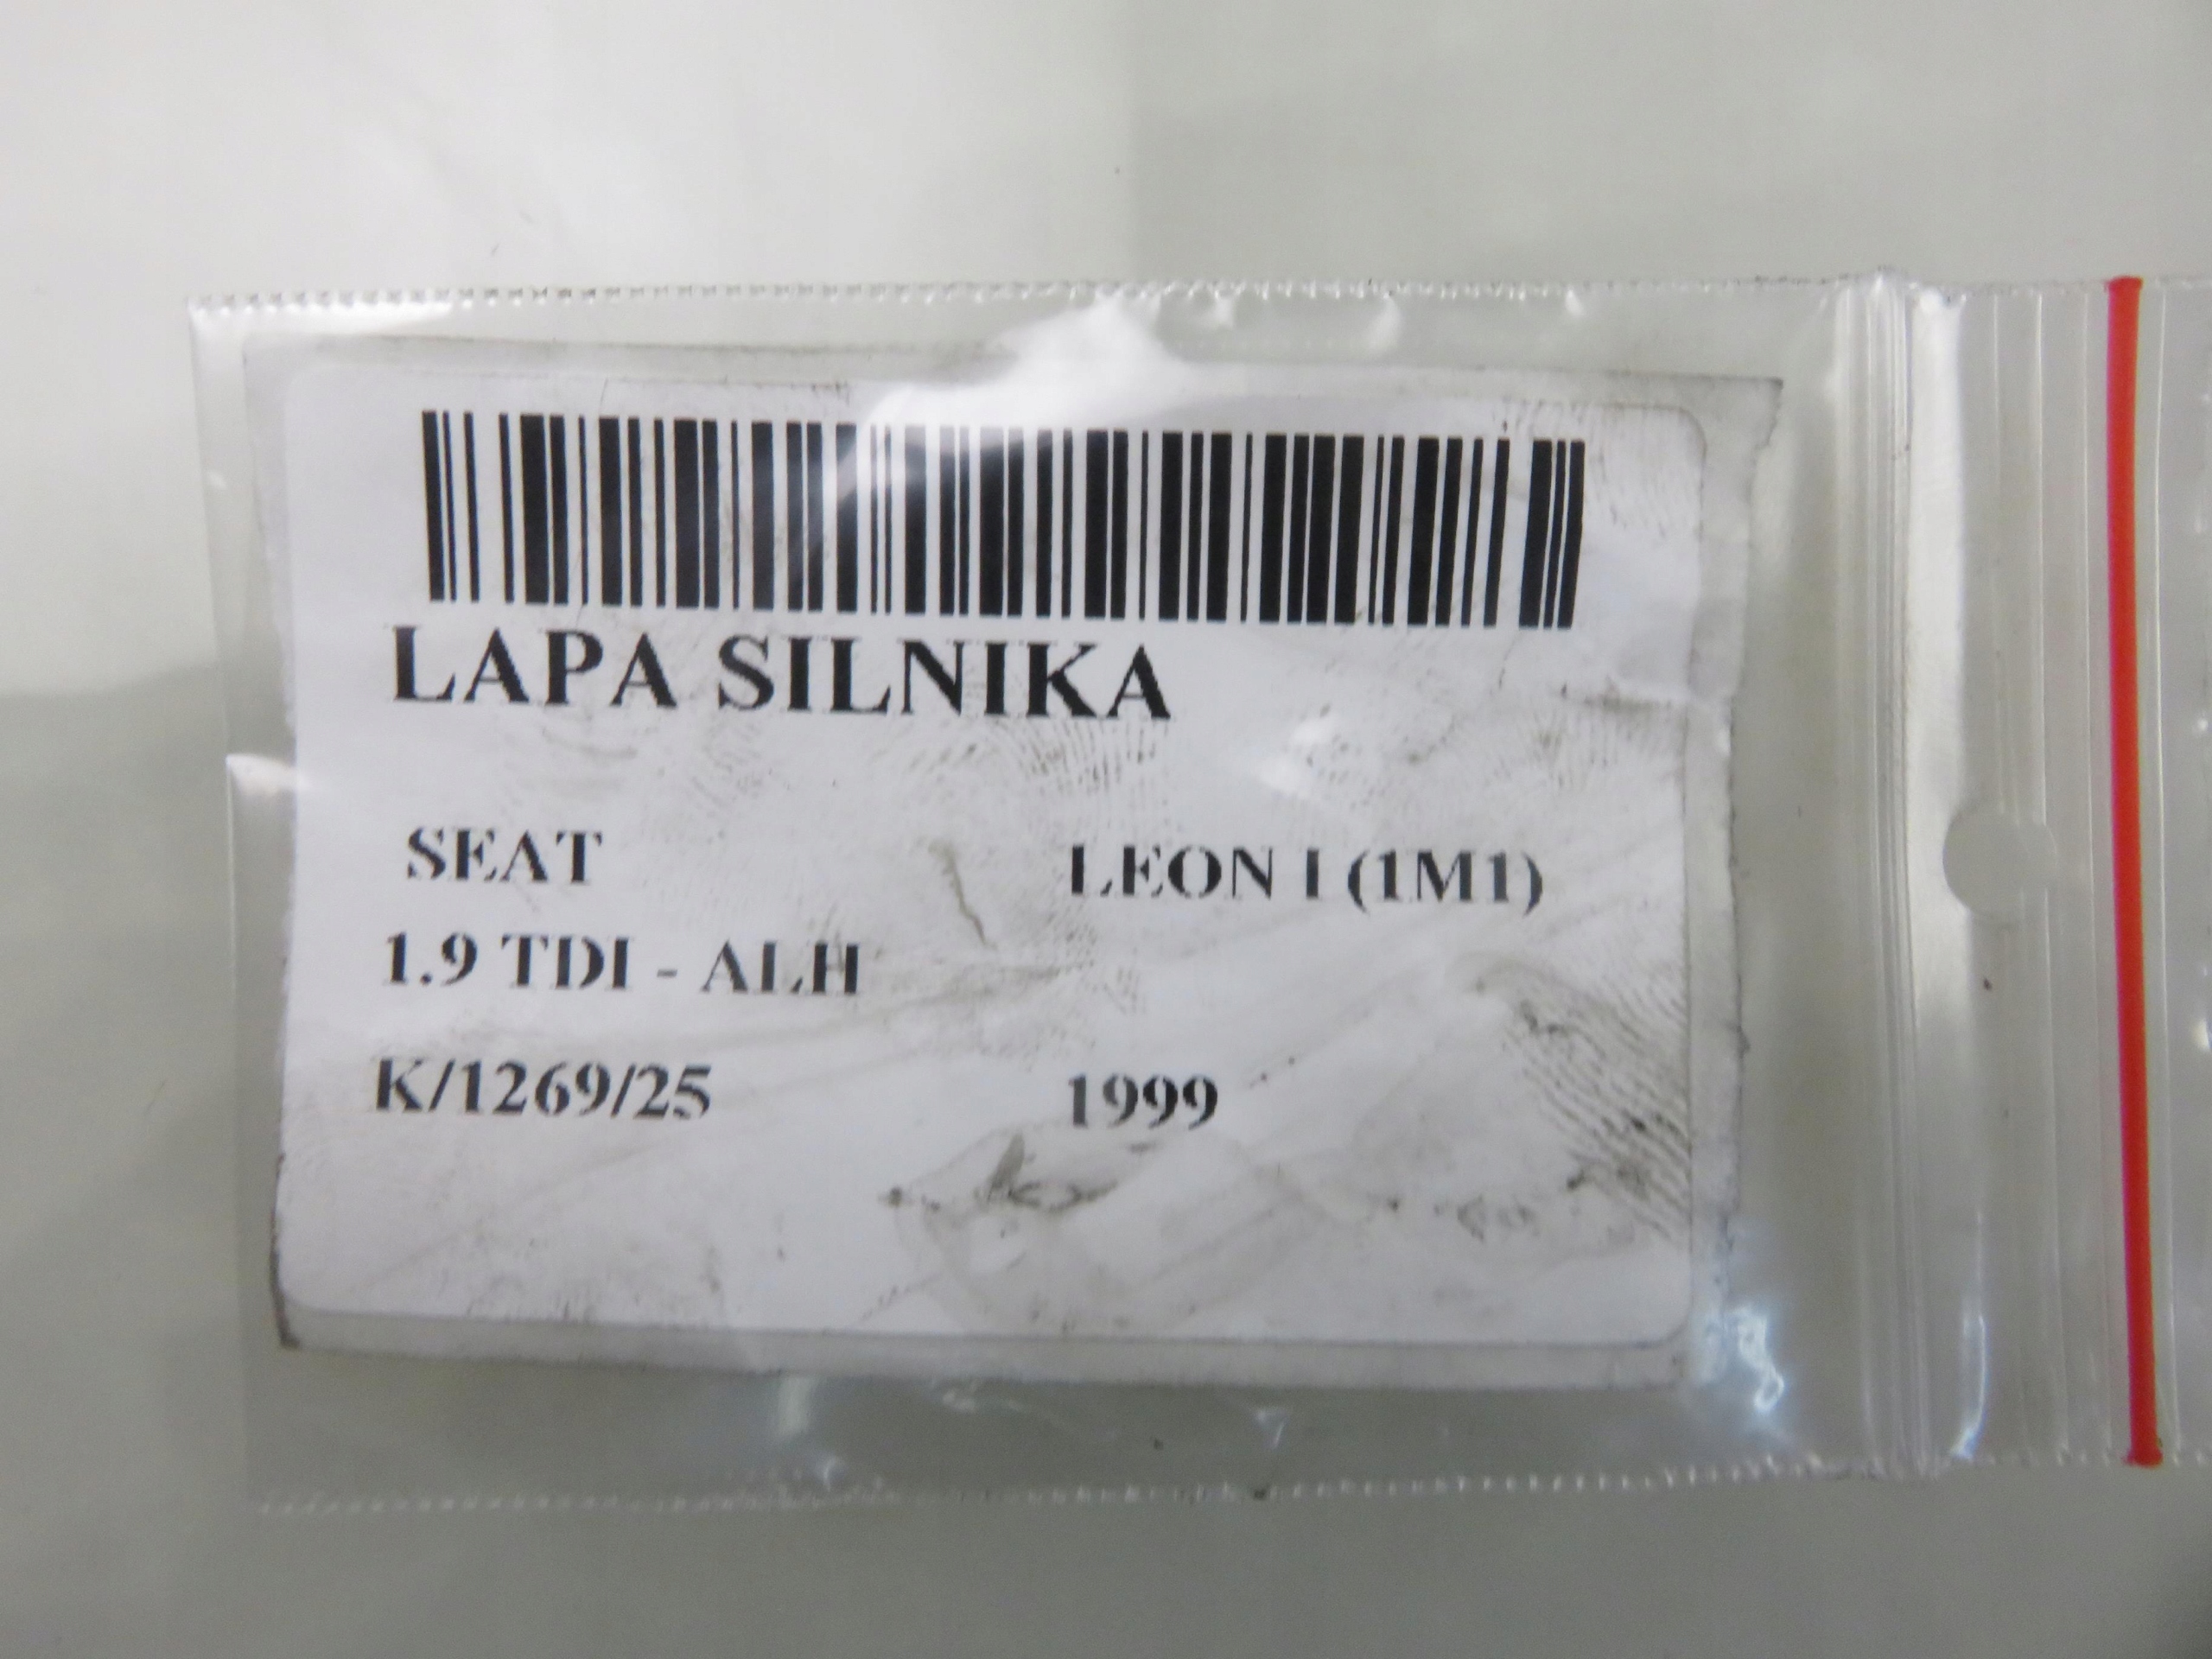 LAPA SILNIKA
SEAT LEON I (1M1)
1.9 TDI - ALH
K/1269/25 1999